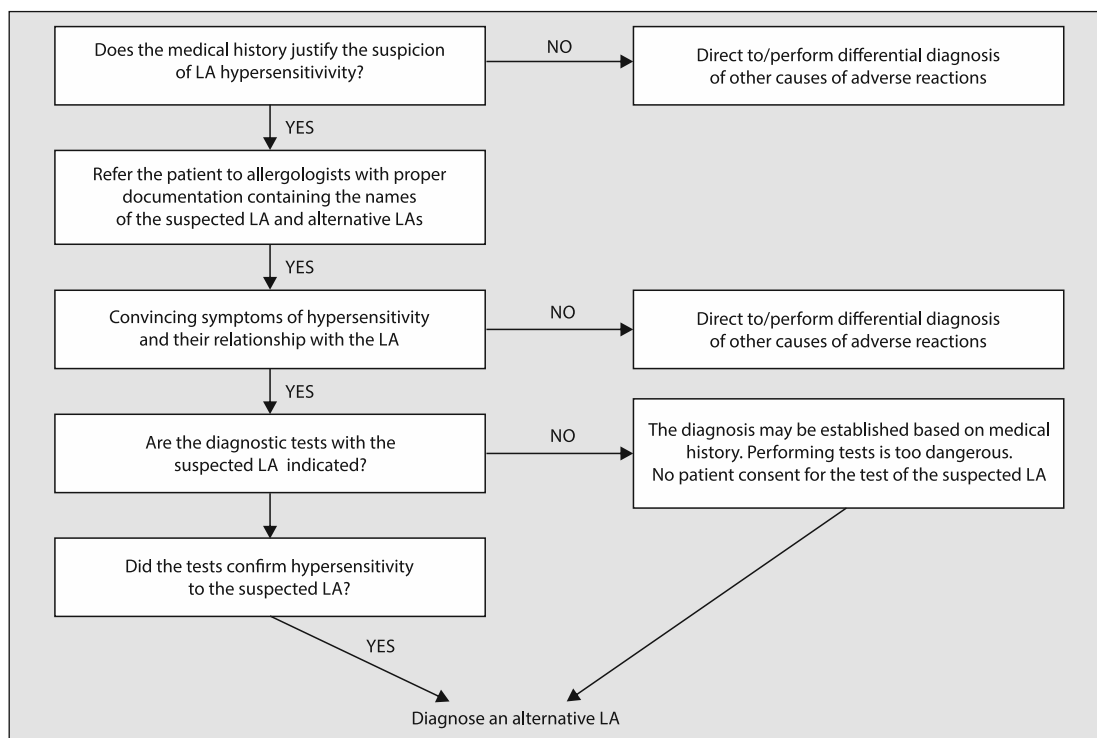 Does the medical history justify the suspicion
of LA hypersensitivivity?
NO
Direct to/perform differential diagnosis
of other causes of adverse reactions
YES
Refer the patient to allergologists with proper
documentation containing the names
of the suspected LA and alternative LAs
YES
Convincing symptoms of hypersensitivity
and their relationship with the LA
NO
Direct to/perform differential diagnosis
of other causes of adverse reactions
YES
Are the diagnostic tests with the
suspected LA indicated?
NO
The diagnosis may be established based on medical
history. Performing tests is too dangerous.
No patient consent for the test of the suspected LA
Did the tests confirm hypersensitivity
to the suspected LA?
YES
Diagnose an alternative LA